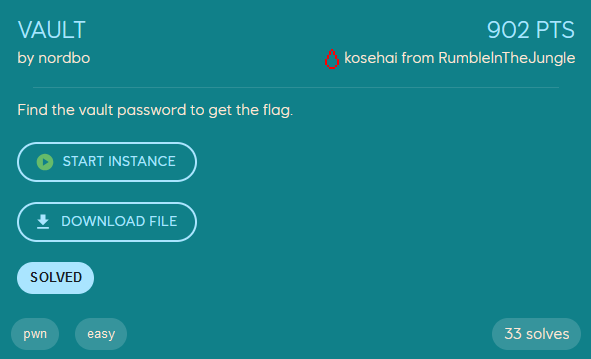 VAULT 902 PTS
by nordbo kosehai from RumbleInTheJungle
Find the vault password to get the flag.
START INSTANCE
DOWNLOAD FILE
SOLVED
pwn easy 33 solves